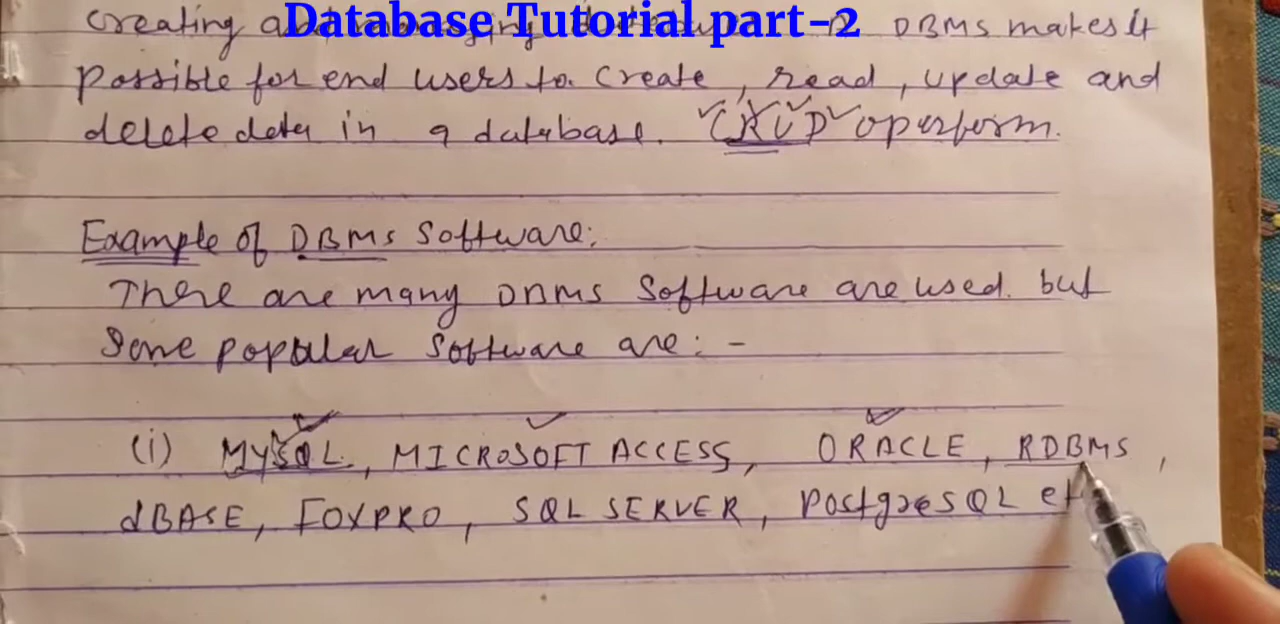 Database Tutorial part-2
creating DBMS makes it
possible for end users to create, read, update and
delete data in a database. CRUD operform.
Example of DBMS Software:
There are many DBMS Software are used but
Some popular Software are: -
(i) MYSQL, MICROSOFT ACCESS, ORACLE, RDBMS,
dBASE, FOXPRO, SQL SERVER, PostgreSQL et